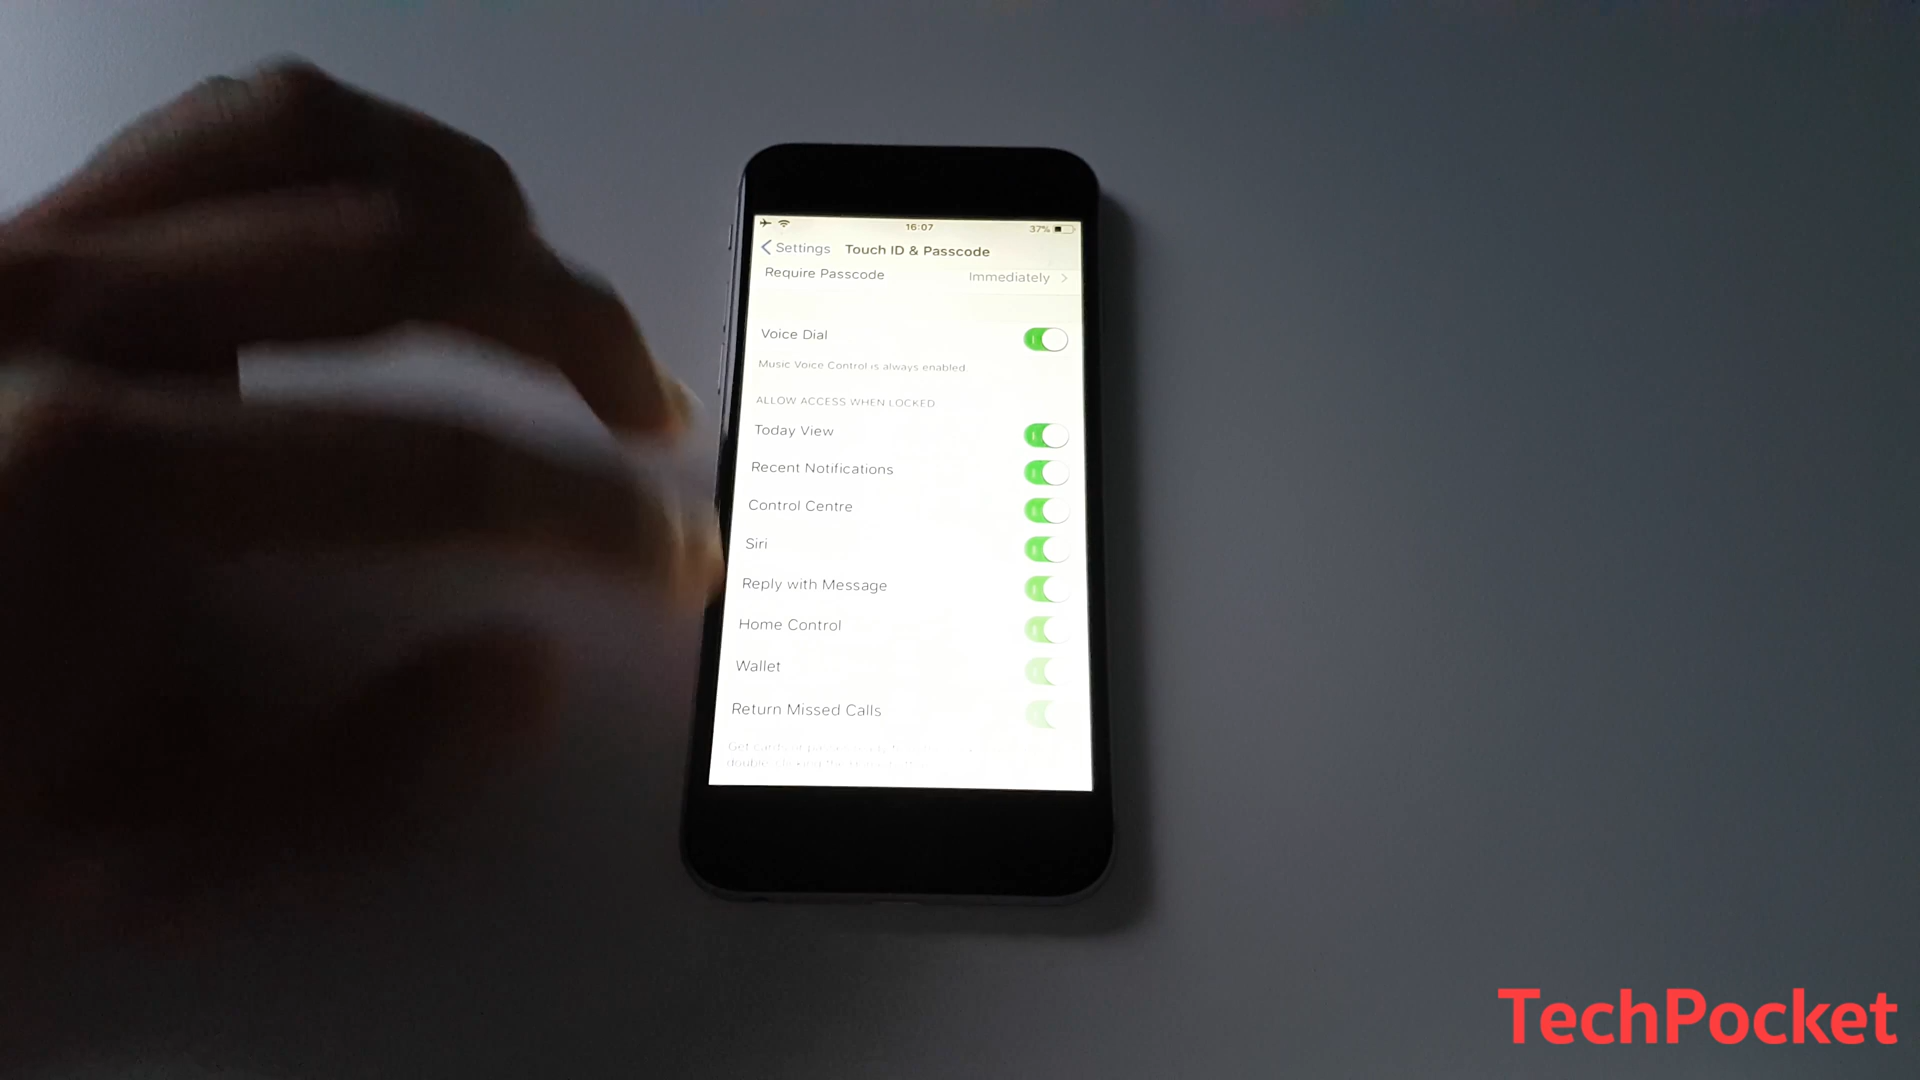 16:07
37%
Settings Touch ID & Passcode
Require Passcode Immediately
Voice Dial
Music Voice Control is always enabled.
ALLOW ACCESS WHEN LOCKED
Today View
Recent Notifications
Control Centre
Siri
Reply with Message
Home Control
Wallet
Return Missed Calls
TechPocket